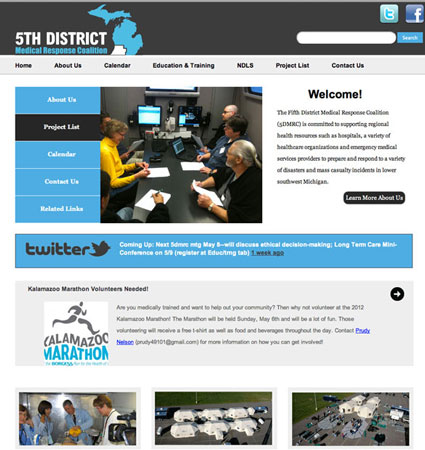 5TH DISTRICT
Medical Response Coalition
Search
Home About Us Calendar Education & Training NDLS Project List Contact Us
About Us
Project List
Calendar
Contact Us
Related Links
Welcome!
The Fifth District Medical Response Coalition
(5DMRC) is committed to supporting regional
health resources such as hospitals, a variety of
healthcare organizations and emergency medical
services providers to prepare and respond to a variety
of disasters and mass casualty incidents in lower
southwest Michigan.
Learn More About Us
twitter
Coming Up: Next 5dmrc mtg May 8--will discuss ethical decision-making; Long Term Care Mini-
Conference on 5/9 (register at Educ/trng tab) 1 week ago
Kalamazoo Marathon Volunteers Needed!
Are you medically trained and want to help out your community? Then why not volunteer at the 2012
Kalamazoo Marathon! The Marathon will be held Sunday, May 6th and will be a lot of fun. Those
volunteering will receive a free t-shirt as well as food and beverages throughout the day. Contact Prudy
Nelson (prudy49101@gmail.com) for more information on how you can get involved!
KALAMAZOO
MARATHON